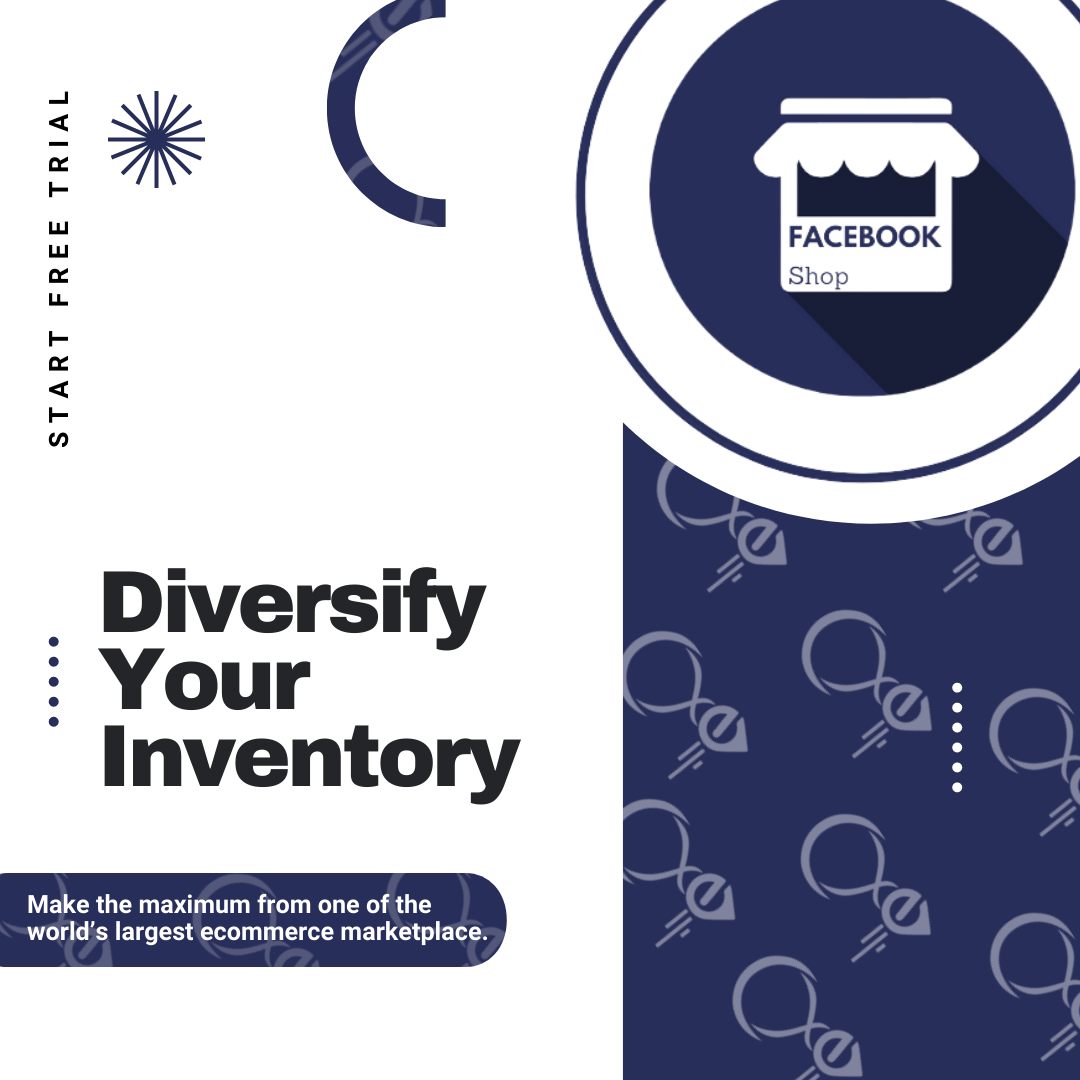 START FREE TRIAL
FACEBOOK
Shop
Diversify
Your
Inventory
Make the maximum from one of the
world’s largest ecommerce marketplace.